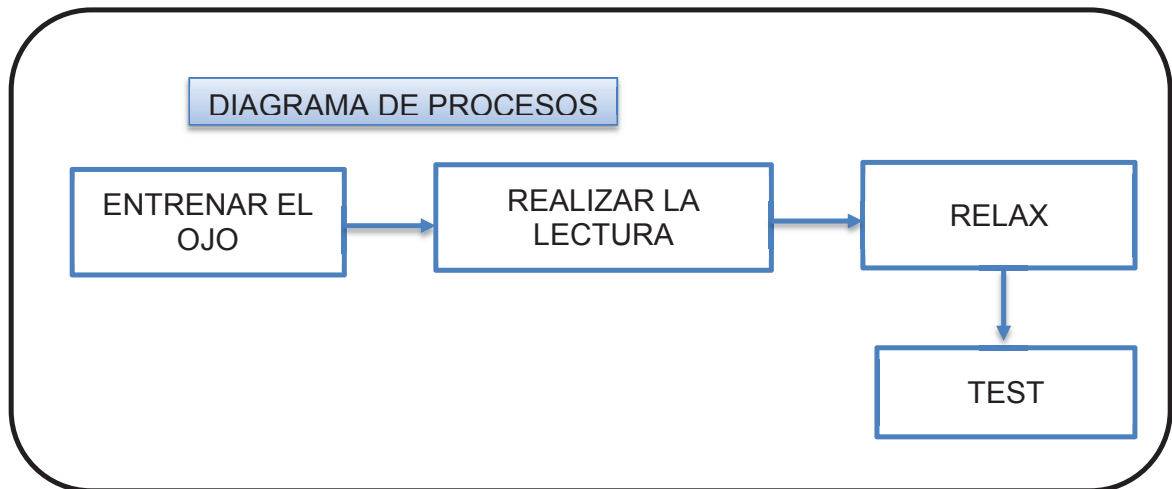 DIAGRAMA DE PROCESOS
ENTRENAR EL
OJO
REALIZAR LA
LECTURA
RELAX
TEST